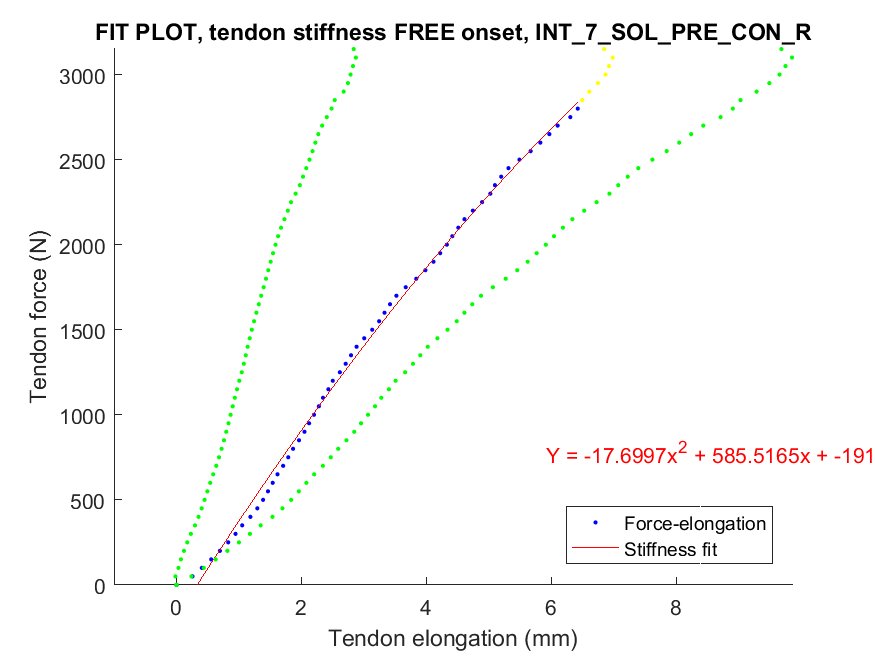 FIT PLOT, tendon stiffness FREE onset, INT_7_SOL_PRE_CON_R
3000
2500
2000
1500
1000
500
0
Tendon force (N)
Y = -17.6997x² + 585.5165x + -191
Force-elongation
Stiffness fit
0 2 4 6 8
Tendon elongation (mm)